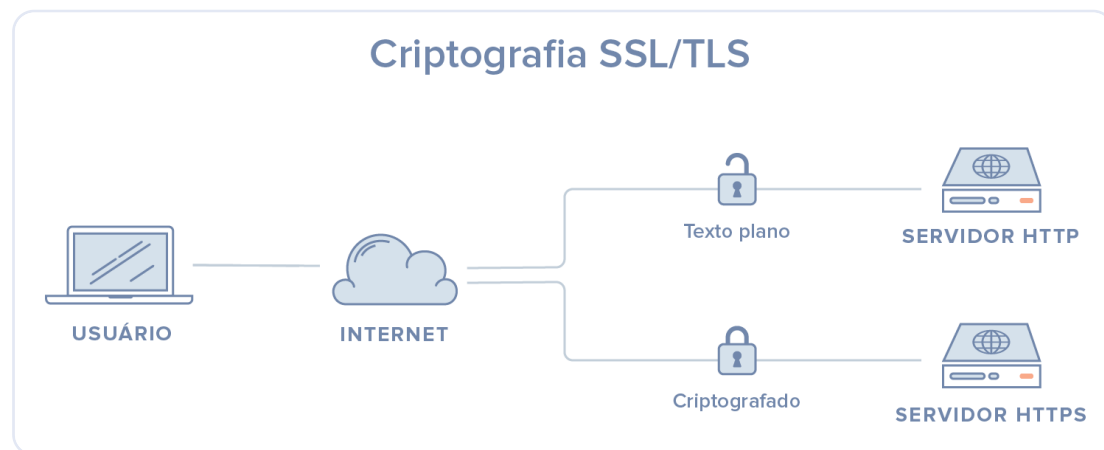 Criptografia SSL/TLS
Texto plano
SERVIDOR HTTP
USUÁRIO
INTERNET
Criptografado
SERVIDOR HTTPS